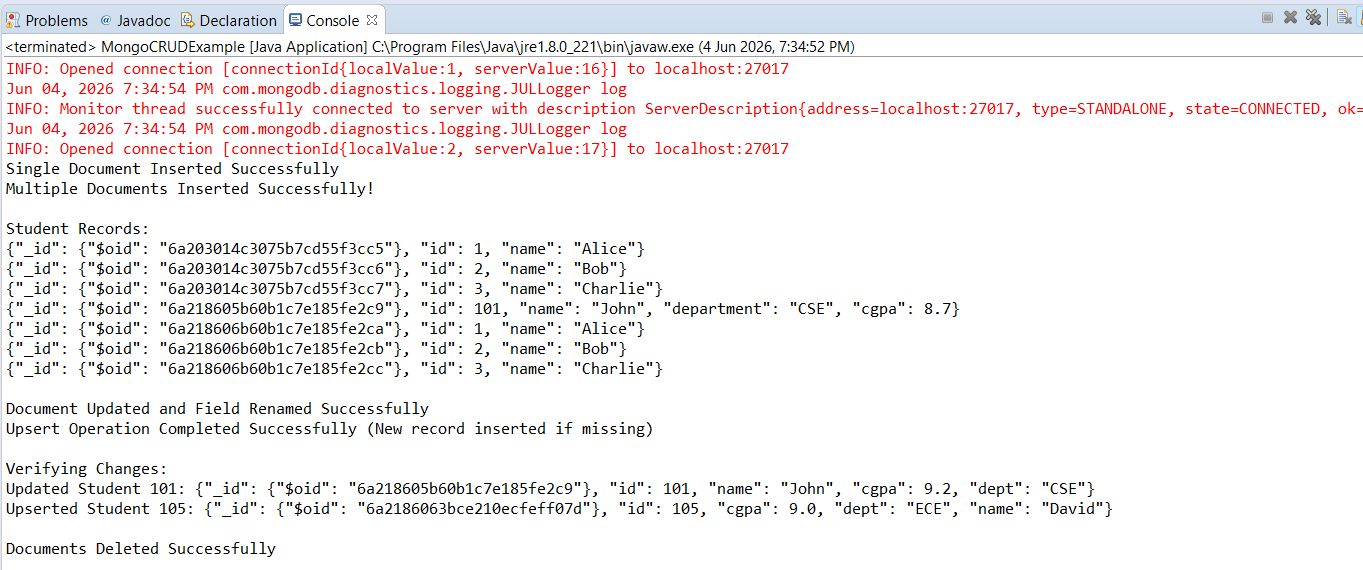 Problems @ Javadoc Declaration Console
<terminated> MongoCRUDExample [Java Application] C:\Program Files\Java\jre1.8.0_221\bin\javaw.exe (4 Jun 2026, 7:34:52 PM)
INFO: Opened connection [connectionId{localValue:1, serverValue:16}] to localhost:27017
Jun 04, 2026 7:34:54 PM com.mongodb.diagnostics.logging.JULLogger log
INFO: Monitor thread successfully connected to server with description ServerDescription{address=localhost:27017, type=STANDALONE, state=CONNECTED, ok=
Jun 04, 2026 7:34:54 PM com.mongodb.diagnostics.logging.JULLogger log
INFO: Opened connection [connectionId{localValue:2, serverValue:17}] to localhost:27017
Single Document Inserted Successfully
Multiple Documents Inserted Successfully!
Student Records:
{"_id": {"$oid": "6a203014c3075b7cd55f3cc5"}, "id": 1, "name": "Alice"}
{"_id": {"$oid": "6a203014c3075b7cd55f3cc6"}, "id": 2, "name": "Bob"}
{"_id": {"$oid": "6a203014c3075b7cd55f3cc7"}, "id": 3, "name": "Charlie"}
{"_id": {"$oid": "6a218605b60b1c7e185fe2c9"}, "id": 101, "name": "John", "department": "CSE", "cgpa": 8.7}
{"_id": {"$oid": "6a218606b60b1c7e185fe2ca"}, "id": 1, "name": "Alice"}
{"_id": {"$oid": "6a218606b60b1c7e185fe2cb"}, "id": 2, "name": "Bob"}
{"_id": {"$oid": "6a218606b60b1c7e185fe2cc"}, "id": 3, "name": "Charlie"}
Document Updated and Field Renamed Successfully
Upsert Operation Completed Successfully (New record inserted if missing)
Verifying Changes:
Updated Student 101: {"_id": {"$oid": "6a218605b60b1c7e185fe2c9"}, "id": 101, "name": "John", "cgpa": 9.2, "dept": "CSE"}
Upserted Student 105: {"_id": {"$oid": "6a2186063bce210ecfeff07d"}, "id": 105, "cgpa": 9.0, "dept": "ECE", "name": "David"}
Documents Deleted Successfully